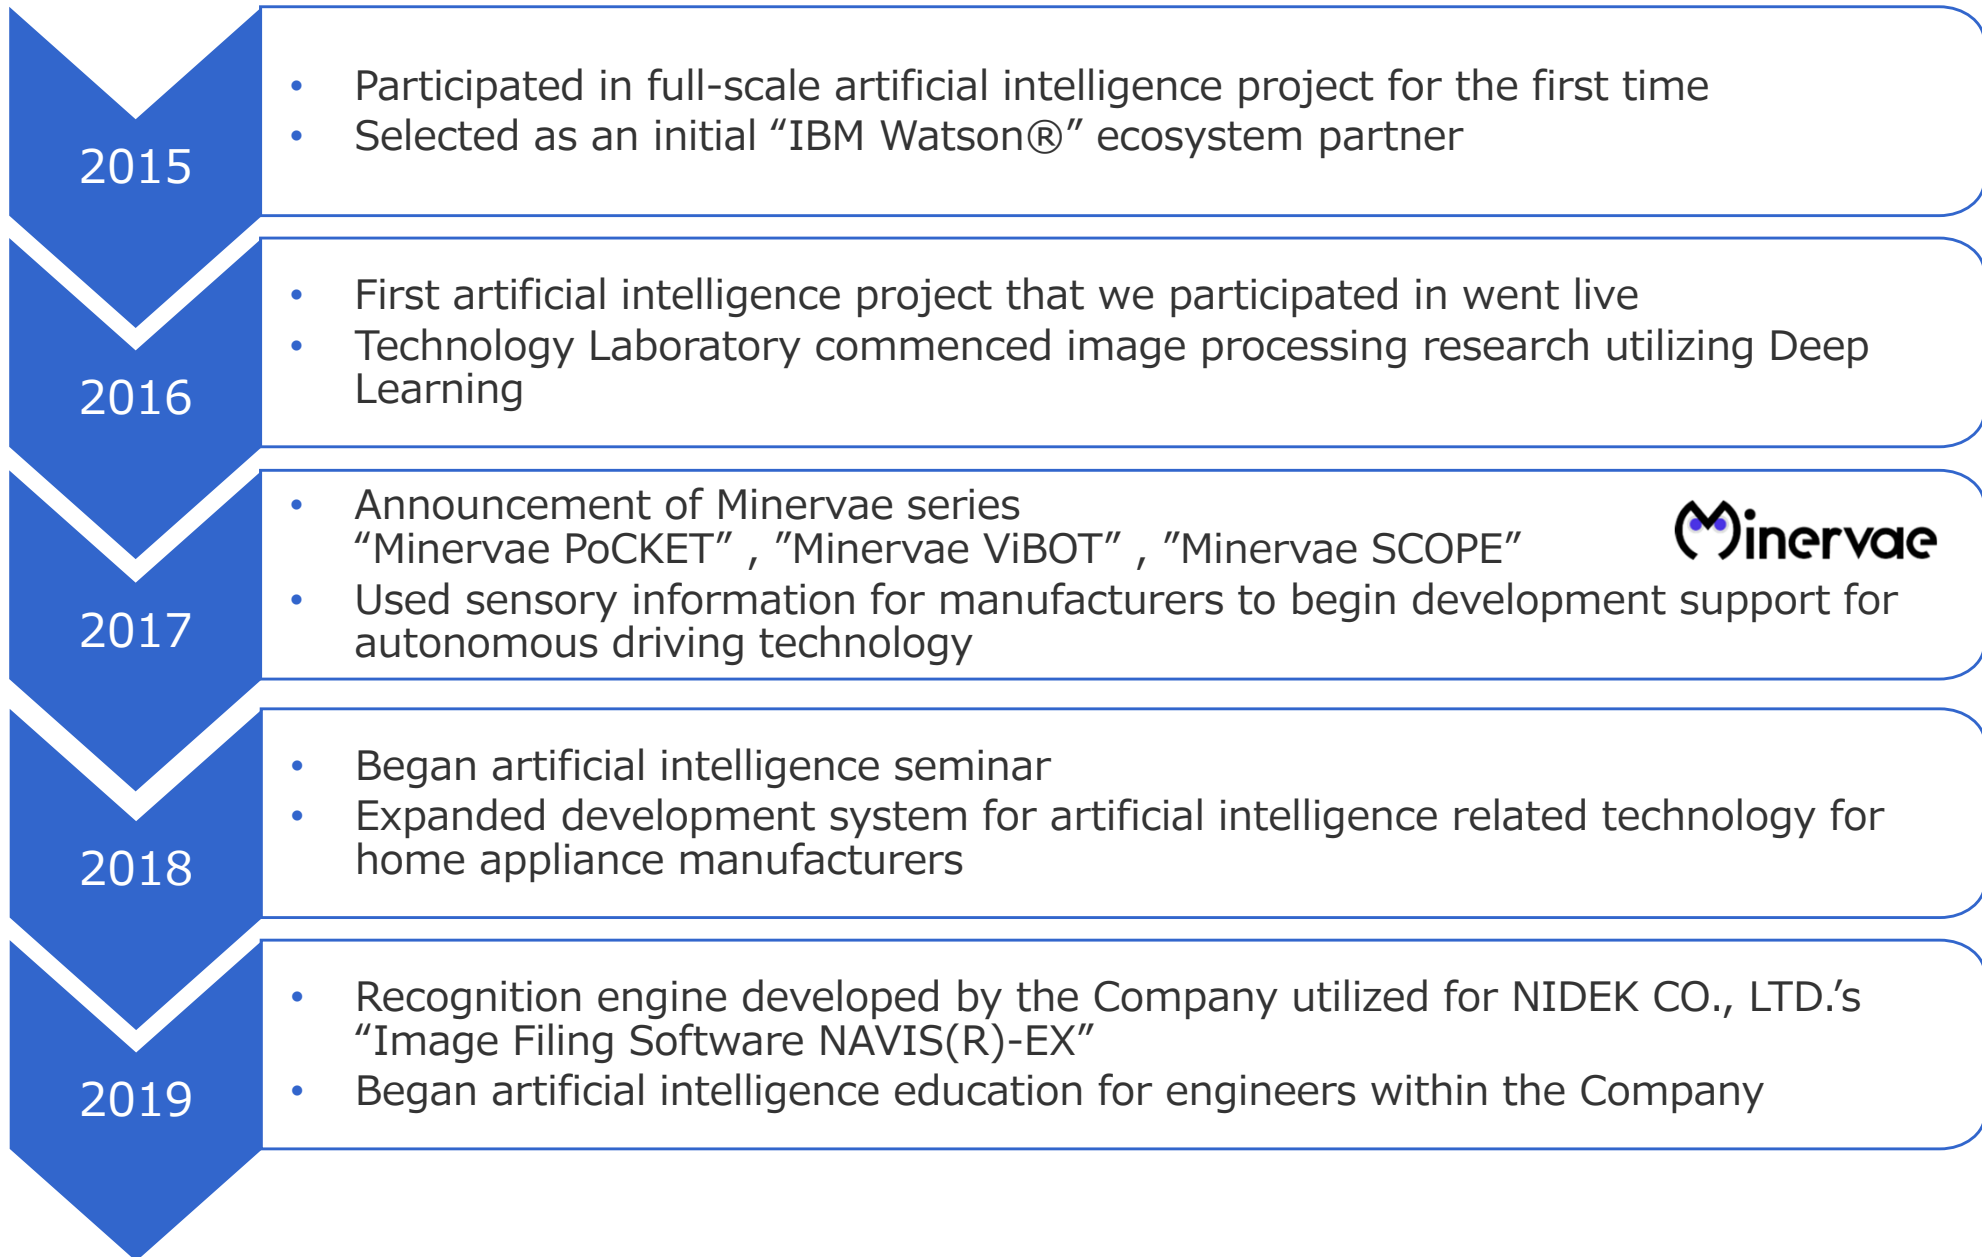 2015
• Participated in full-scale artificial intelligence project for the first time
• Selected as an initial “IBM Watson®” ecosystem partner
2016
• First artificial intelligence project that we participated in went live
• Technology Laboratory commenced image processing research utilizing Deep
Learning
2017
• Announcement of Minervae series
“Minervae PoCKET” , ”Minervae ViBOT” , ”Minervae SCOPE”
Minervae
• Used sensory information for manufacturers to begin development support for
autonomous driving technology
2018
• Began artificial intelligence seminar
• Expanded development system for artificial intelligence related technology for
home appliance manufacturers
2019
• Recognition engine developed by the Company utilized for NIDEK CO., LTD.’s
“Image Filing Software NAVIS(R)-EX”
• Began artificial intelligence education for engineers within the Company